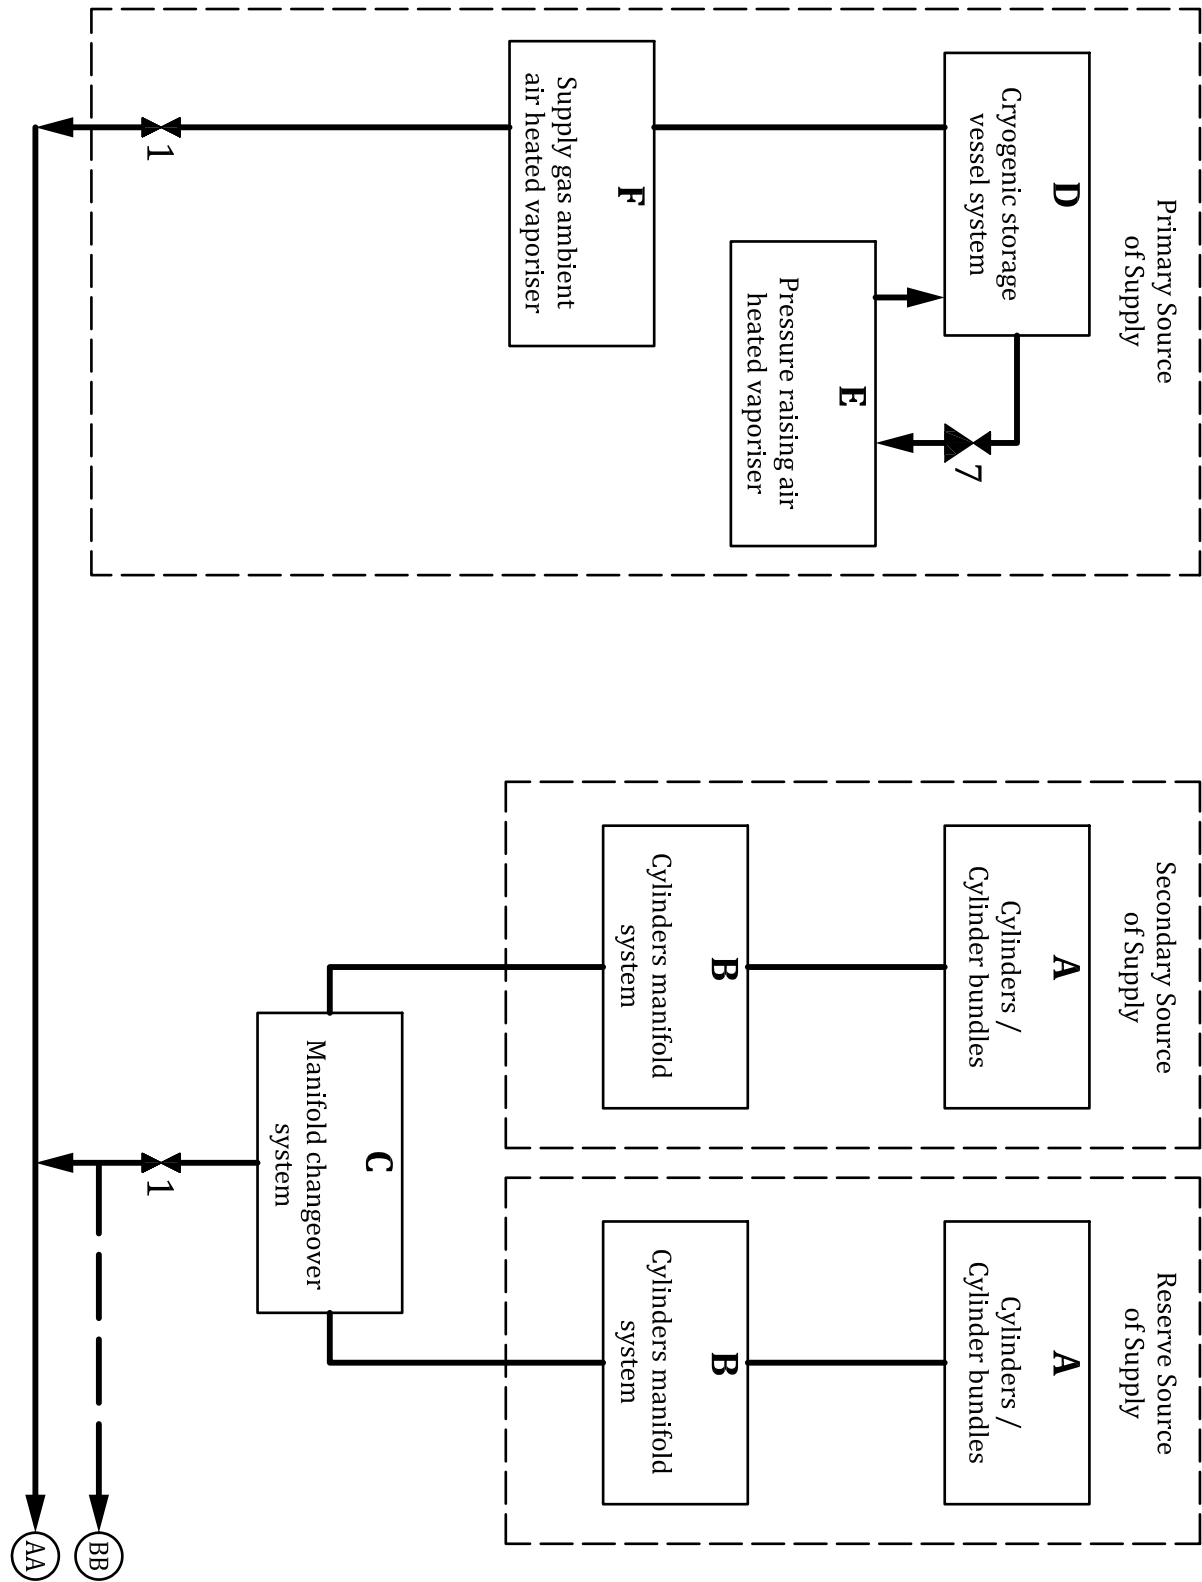 Primary Source
of Supply
D
Cryogenic storage
vessel system
7
E
Pressure raising air
heated vaporiser
F
Supply gas ambient
air heated vaporiser
1
Secondary Source
of Supply
A
Cylinders /
Cylinder bundles
B
Cylinders manifold
system
Reserve Source
of Supply
A
Cylinders /
Cylinder bundles
B
Cylinders manifold
system
C
Manifold changeover
system
1
BB
AA